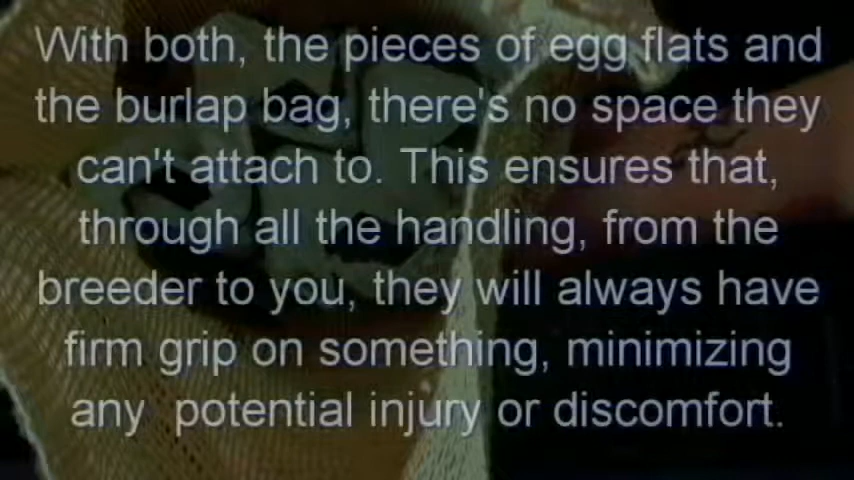 With both, the pieces of egg flats and
the burlap bag, there's no space they
can't attach to. This ensures that,
through all the handling, from the
breeder to you, they will always have
firm grip on something, minimizing
any  potential injury or discomfort.